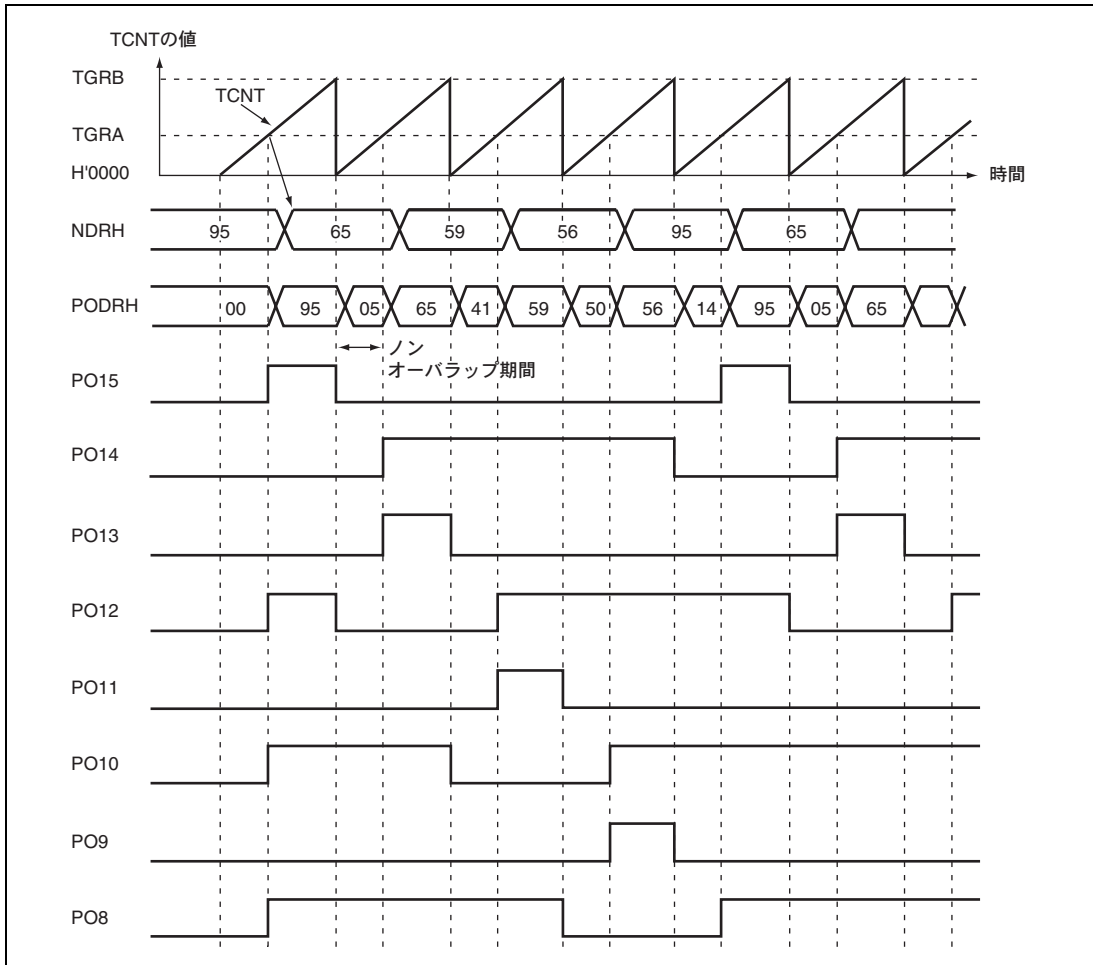 TCNTの値
TGRB
TCNT
TGRA
H'0000
時間
NDRH 95 65 59 56 95 65
PODRH 00 95 05 65 41 59 50 56 14 95 05 65
ノン
オーバラップ期間
PO15
PO14
PO13
PO12
PO11
PO10
PO9
PO8